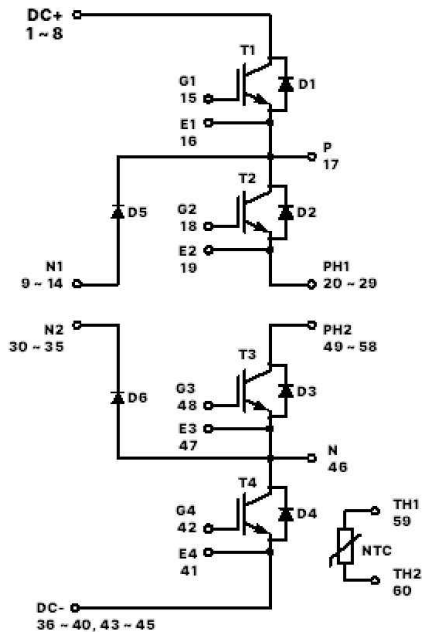 DC+
1 ~ 8
T1
G1
15
D1
E1
16
P
17
T2
D5
G2
18
D2
E2
19
N1
9 ~ 14
PH1
20 ~ 29
N2
30 ~ 35
PH2
49 ~ 58
T3
D6
G3
48
D3
E3
47
N
46
T4
G4
42
D4
E4
41
TH1
59
NTC
TH2
60
DC-
36 ~ 40, 43 ~ 45